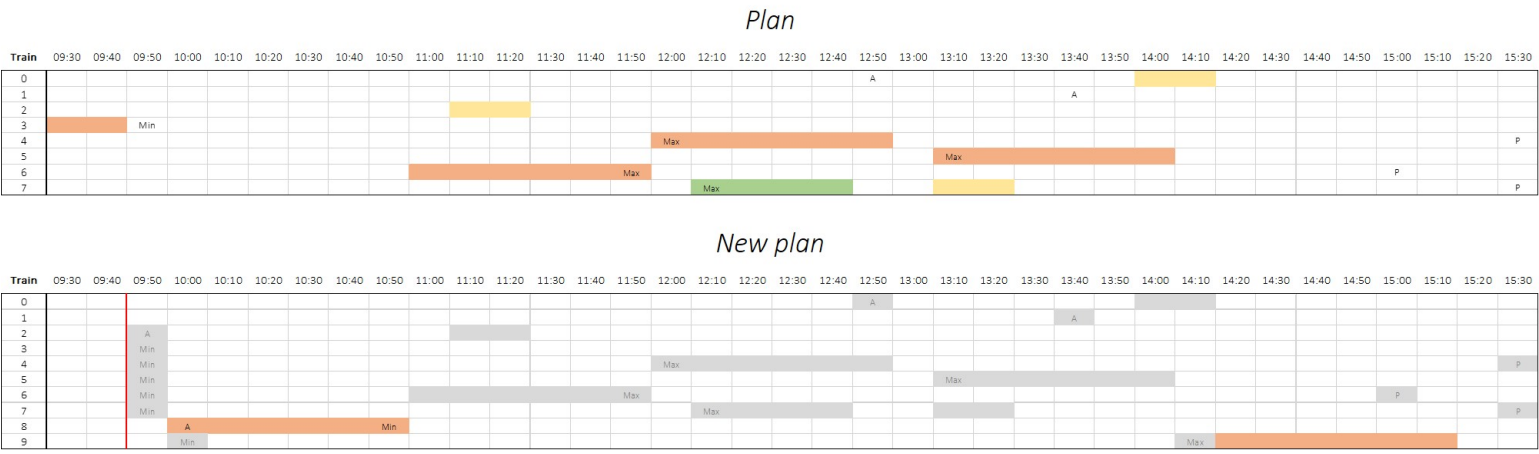 Plan
Train 09:30 09:40 09:50 10:00 10:10 10:20 10:30 10:40 10:50 11:00 11:10 11:20 11:30 11:40 11:50 12:00 12:10 12:20 12:30 12:40 12:50 13:00 13:10 13:20 13:30 13:40 13:50 14:00 14:10 14:20 14:30 14:40 14:50 15:00 15:10 15:20 15:30
0 A
1 A
2
3 Min
4 Max P
5 Max
6 Max P
7 Max P
New plan
Train 09:30 09:40 09:50 10:00 10:10 10:20 10:30 10:40 10:50 11:00 11:10 11:20 11:30 11:40 11:50 12:00 12:10 12:20 12:30 12:40 12:50 13:00 13:10 13:20 13:30 13:40 13:50 14:00 14:10 14:20 14:30 14:40 14:50 15:00 15:10 15:20 15:30
0 A
1 A
2 A
3 Min
4 Min Max P
5 Min Max
6 Min Max P
7 Min Max P
8 A Min
9 Min Max